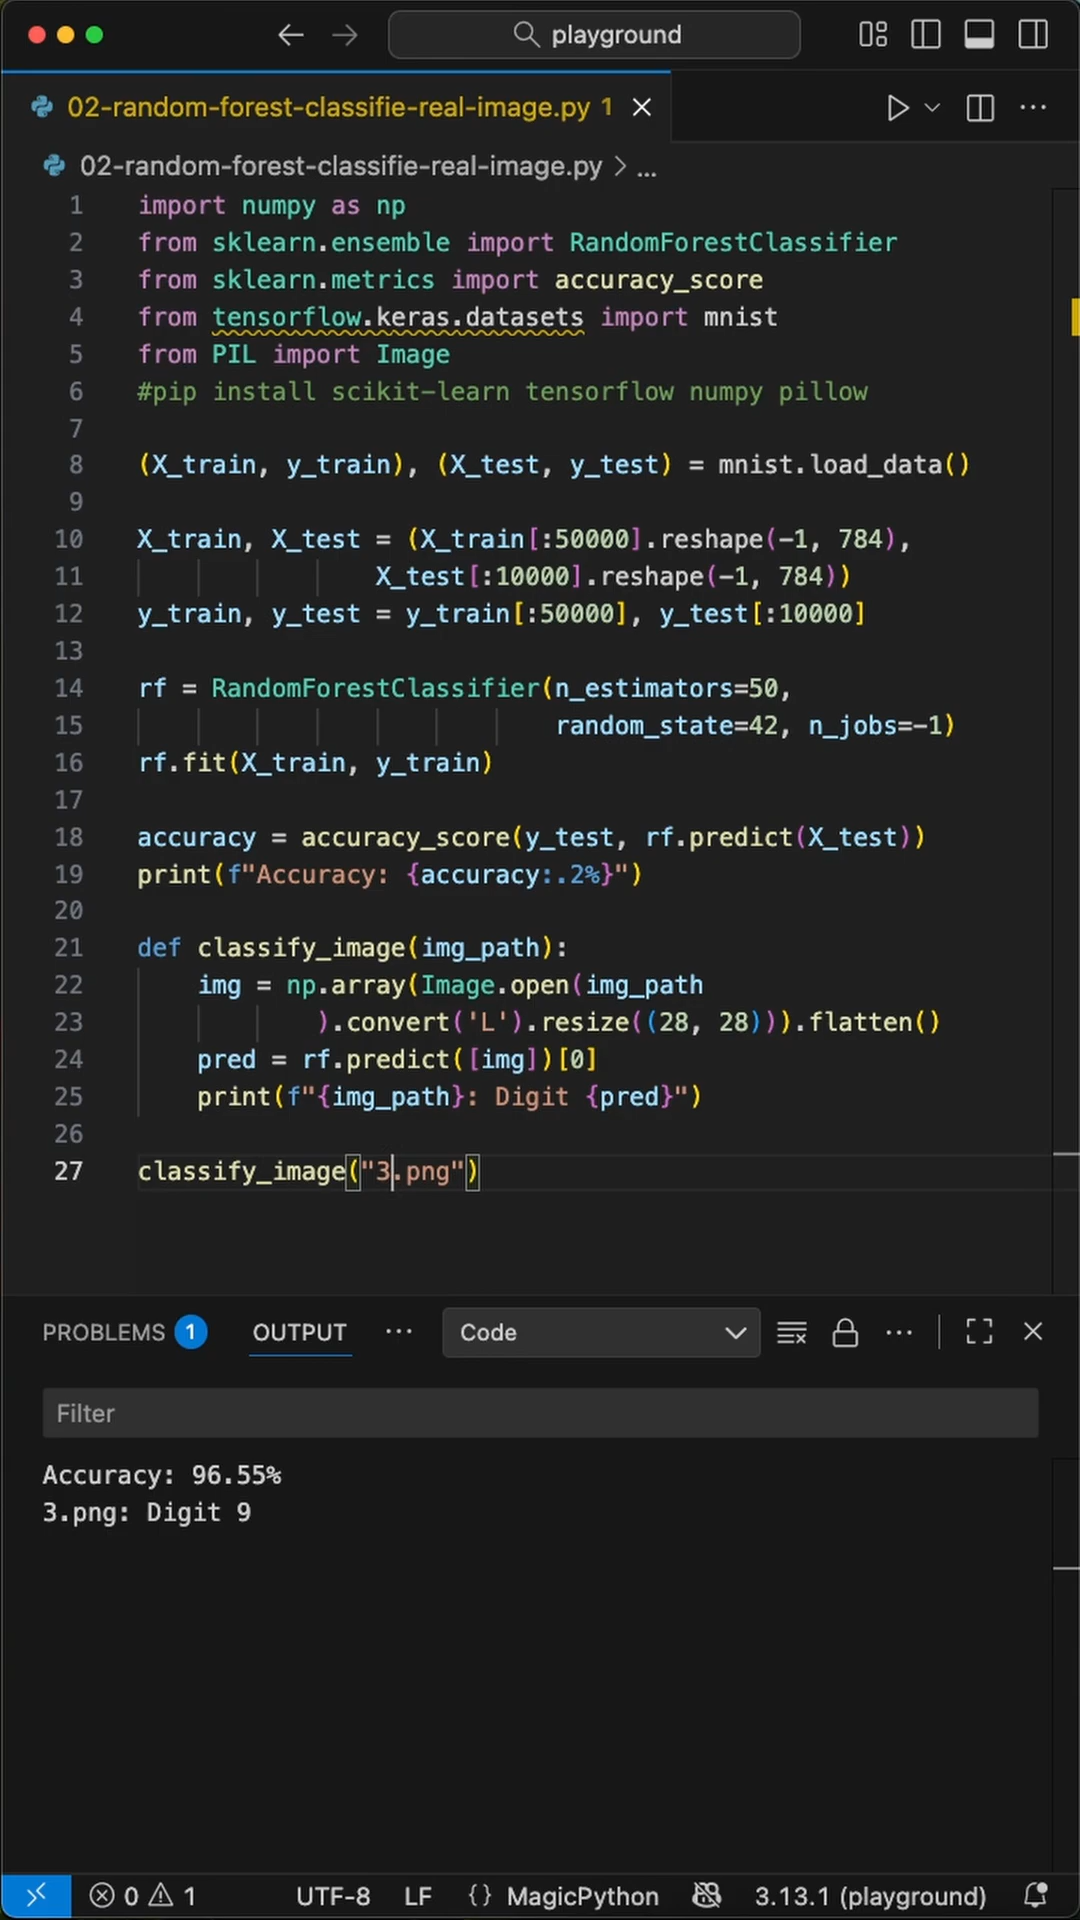 playground
02-random-forest-classifie-real-image.py 1
02-random-forest-classifie-real-image.py > ...
1 import numpy as np
2 from sklearn.ensemble import RandomForestClassifier
3 from sklearn.metrics import accuracy_score
4 from tensorflow.keras.datasets import mnist
5 from PIL import Image
6 #pip install scikit-learn tensorflow numpy pillow
7
8 (X_train, y_train), (X_test, y_test) = mnist.load_data()
9
10 X_train, X_test = (X_train[:50000].reshape(-1, 784),
11                 X_test[:10000].reshape(-1, 784))
12 y_train, y_test = y_train[:50000], y_test[:10000]
13
14 rf = RandomForestClassifier(n_estimators=50,
15                             random_state=42, n_jobs=-1)
16 rf.fit(X_train, y_train)
17
18 accuracy = accuracy_score(y_test, rf.predict(X_test))
19 print(f"Accuracy: {accuracy:.2%}")
20
21 def classify_image(img_path):
22     img = np.array(Image.open(img_path
23             ).convert('L').resize((28, 28))).flatten()
24     pred = rf.predict([img])[0]
25     print(f"{img_path}: Digit {pred}")
26
27 classify_image("3.png")
PROBLEMS 1 OUTPUT ... Code ...
Filter
Accuracy: 96.55%
3.png: Digit 9
0 1 UTF-8 LF {} MagicPython 3.13.1 (playground)